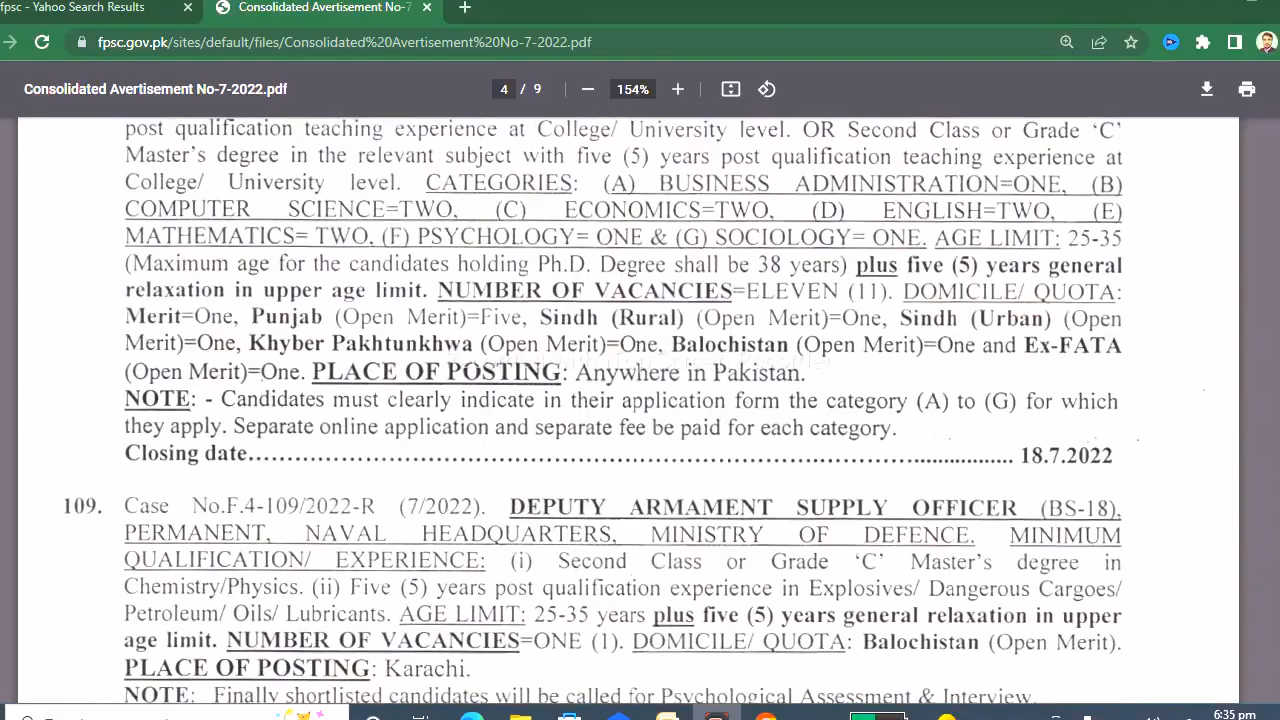 fpsc - Yahoo Search Results
Consolidated Avertisement No-7
fpsc.gov.pk/sites/default/files/Consolidated%20Avertisement%20No-7-2022.pdf
Consolidated Avertisement No-7-2022.pdf
4 / 9
154%
post qualification teaching experience at College/ University level. OR Second Class or Grade ‘C’
Master’s degree in the relevant subject with five (5) years post qualification teaching experience at
College/ University level. CATEGORIES: (A) BUSINESS ADMINISTRATION=ONE, (B)
COMPUTER SCIENCE=TWO, (C) ECONOMICS=TWO, (D) ENGLISH=TWO, (E)
MATHEMATICS= TWO, (F) PSYCHOLOGY= ONE & (G) SOCIOLOGY= ONE. AGE LIMIT: 25-35
(Maximum age for the candidates holding Ph.D. Degree shall be 38 years) plus five (5) years general
relaxation in upper age limit. NUMBER OF VACANCIES=ELEVEN (11). DOMICILE/ QUOTA:
Merit=One, Punjab (Open Merit)=Five, Sindh (Rural) (Open Merit)=One, Sindh (Urban) (Open
Merit)=One, Khyber Pakhtunkhwa (Open Merit)=One, Balochistan (Open Merit)=One and Ex-FATA
(Open Merit)=One. PLACE OF POSTING: Anywhere in Pakistan.
NOTE: - Candidates must clearly indicate in their application form the category (A) to (G) for which
they apply. Separate online application and separate fee be paid for each category.
Closing date.......................................................................................... 18.7.2022
109. Case No.F.4-109/2022-R (7/2022). DEPUTY ARMAMENT SUPPLY OFFICER (BS-18),
PERMANENT, NAVAL HEADQUARTERS, MINISTRY OF DEFENCE. MINIMUM
QUALIFICATION/ EXPERIENCE: (i) Second Class or Grade ‘C’ Master’s degree in
Chemistry/Physics. (ii) Five (5) years post qualification experience in Explosives/ Dangerous Cargoes/
Petroleum/ Oils/ Lubricants. AGE LIMIT: 25-35 years plus five (5) years general relaxation in upper
age limit. NUMBER OF VACANCIES=ONE (1). DOMICILE/ QUOTA: Balochistan (Open Merit).
PLACE OF POSTING: Karachi.
NOTE: Finally shortlisted candidates will be called for Psychological Assessment & Interview.
6:35 pm